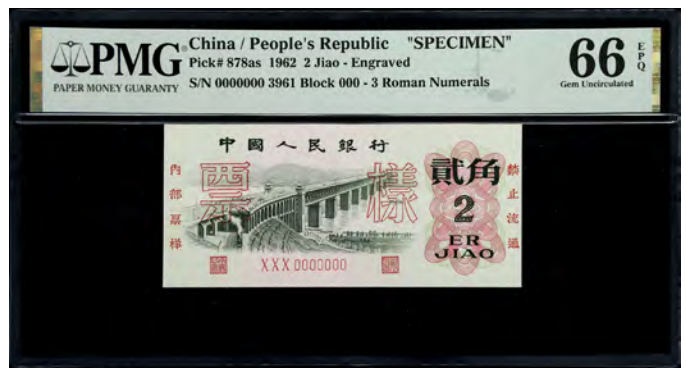 PMG
PAPER MONEY GUARANTY
China / People's Republic "SPECIMEN"
Pick# 878as 1962 2 Jiao - Engraved
S/N 0000000 3961 Block 000 - 3 Roman Numerals
66 EPQ
Gem Uncirculated
中國人民銀行
內部票样
票樣
貳角
2
ER
JIAO
禁止流通
XXX 0000000